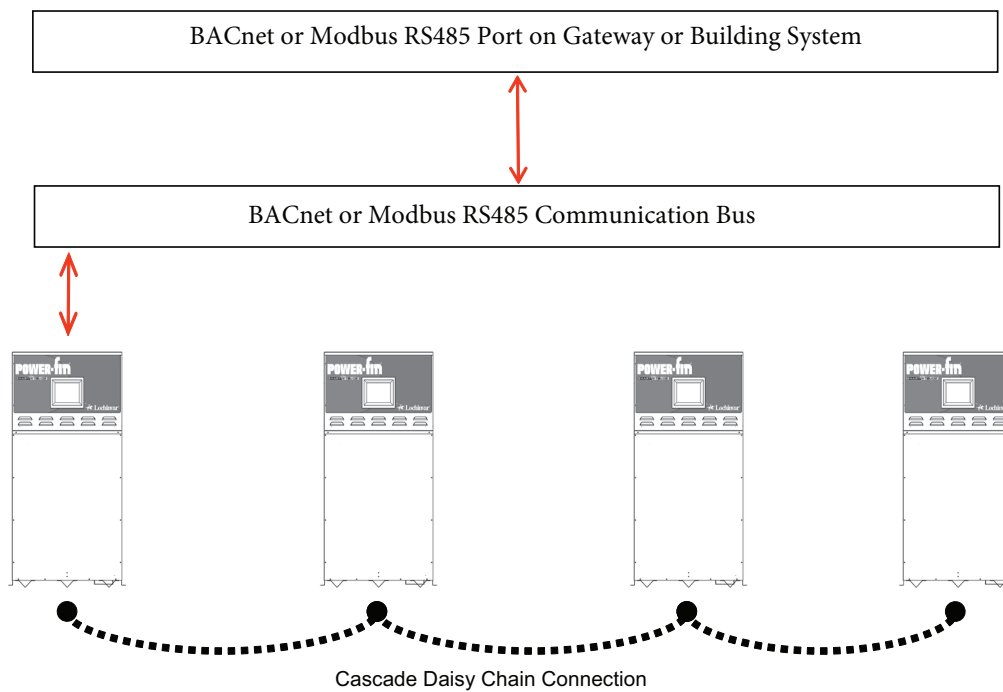 BACnet or Modbus RS485 Port on Gateway or Building System
BACnet or Modbus RS485 Communication Bus
POWER-fin
Lochinvar
POWER-fin
Lochinvar
POWER-fin
Lochinvar
POWER-fin
Lochinvar
Cascade Daisy Chain Connection